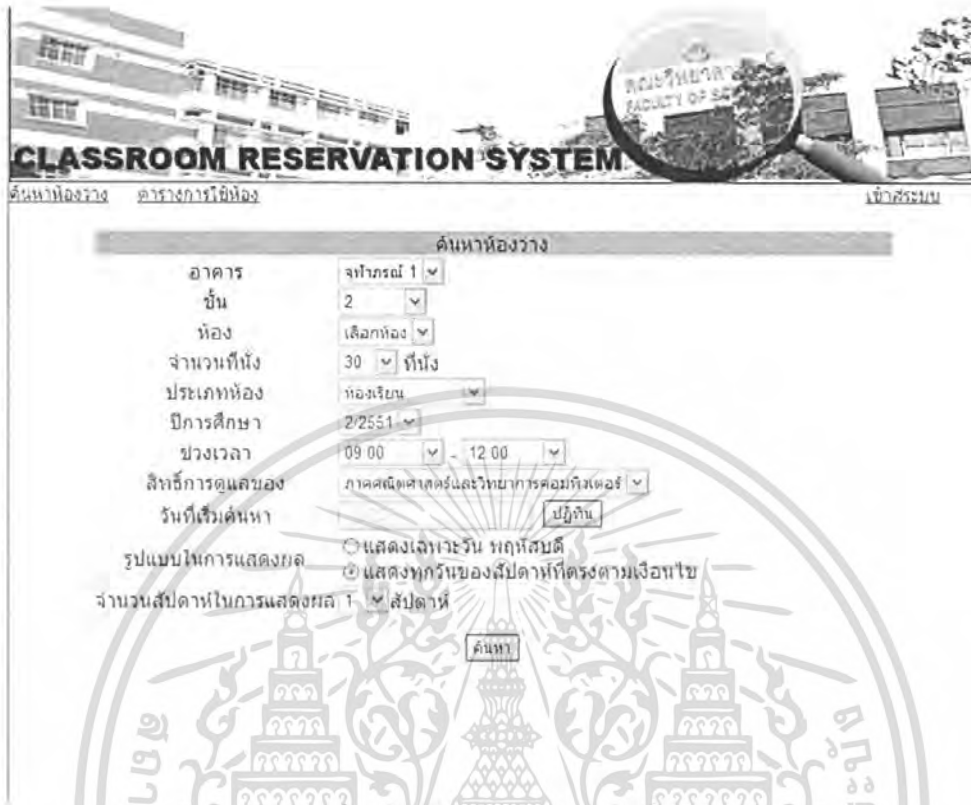 คณะวิทยาศา
FACULTY OF SC
CLASSROOM RESERVATION SYSTEM
ค้นหาห้องว่าง ตารางการใช้ห้อง เข้าสู่ระบบ
ค้นหาห้องว่าง
อาคาร จุฬาภรณ์ 1
ชั้น 2
ห้อง เลือกห้อง
จำนวนที่นั่ง 30 ที่นั่ง
ประเภทห้อง ห้องเรียน
ปีการศึกษา 2/2551
ช่วงเวลา 09:00 - 12:00
สิทธิ์การดูแลของ ภาคคณิตศาสตร์และวิทยาการคอมพิวเตอร์
วันที่เริ่มค้นหา ปฏิทิน
รูปแบบในการแสดงผล แสดงเฉพาะวัน พฤหัสบดี
แสดงทุกวันของสัปดาห์ที่ตรงตามเงื่อนไข
จำนวนสัปดาห์ในการแสดงผล 1 สัปดาห์
ค้นหา